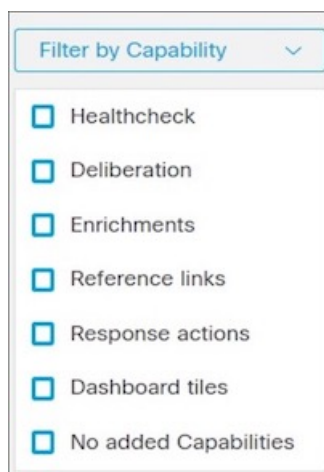 Filter by Capability
Healthcheck
Deliberation
Enrichments
Reference links
Response actions
Dashboard tiles
No added Capabilities